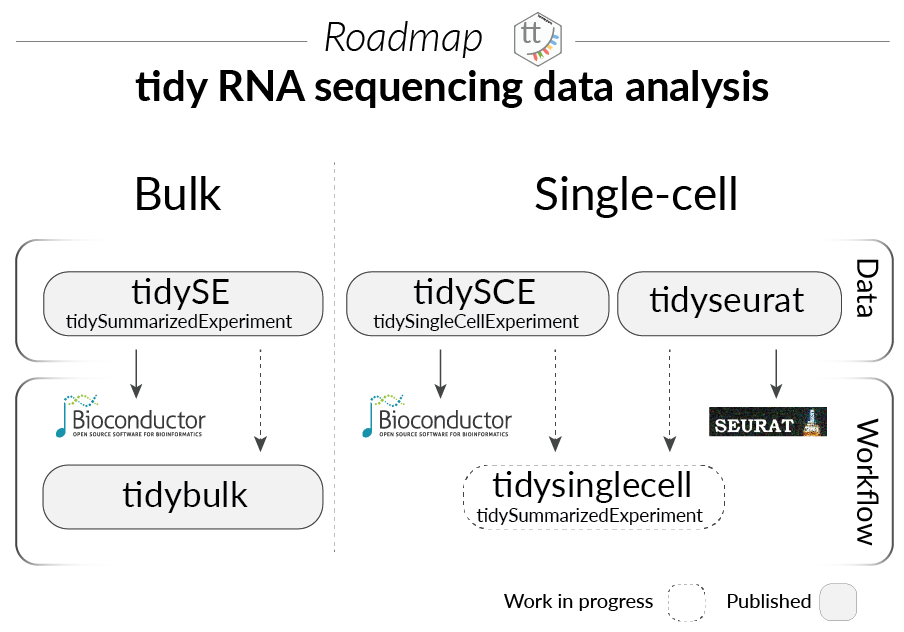 Roadmap
tt
tidy RNA sequencing data analysis
Bulk
Single-cell
tidySE
tidySummarizedExperiment
tidySCE
tidySingleCellExperiment
tidyseurat
Data
Bioconductor
OPEN SOURCE SOFTWARE FOR BIOINFORMATICS
Bioconductor
OPEN SOURCE SOFTWARE FOR BIOINFORMATICS
SEURAT
Workflow
tidybulk
tidysinglecell
tidySummarizedExperiment
Work in progress
Published